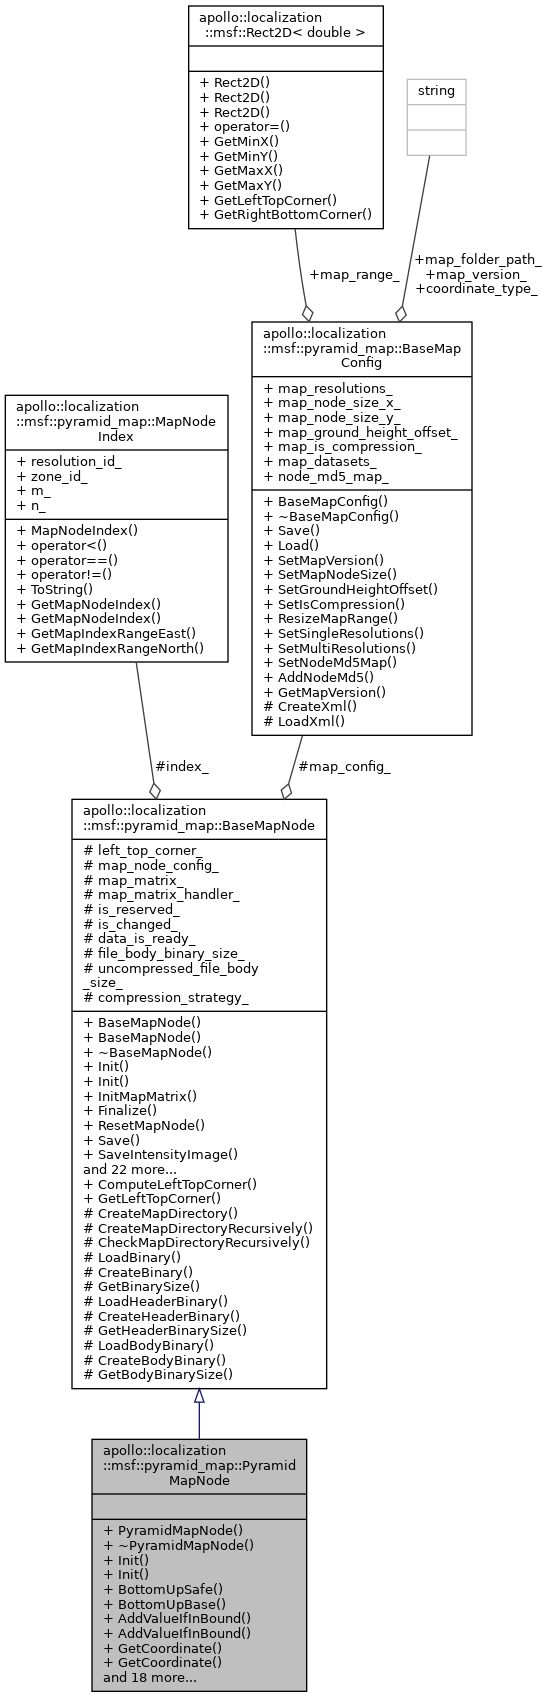 apollo::localization
::msf::Rect2D< double >
+ Rect2D()
+ Rect2D()
+ Rect2D()
+ operator=()
+ GetMinX()
+ GetMinY()
+ GetMaxX()
+ GetMaxY()
+ GetLeftTopCorner()
+ GetRightBottomCorner()
string
+map_range_
+map_folder_path_
+map_version_
+coordinate_type_
apollo::localization
::msf::pyramid_map::BaseMap
Config
+ map_resolutions_
+ map_node_size_x_
+ map_node_size_y_
+ map_ground_height_offset_
+ map_is_compression_
+ map_datasets_
+ node_md5_map_
+ BaseMapConfig()
+ ~BaseMapConfig()
+ Save()
+ Load()
+ SetMapVersion()
+ SetMapNodeSize()
+ SetGroundHeightOffset()
+ SetIsCompression()
+ ResizeMapRange()
+ SetSingleResolutions()
+ SetMultiResolutions()
+ SetNodeMd5Map()
+ AddNodeMd5()
+ GetMapVersion()
# CreateXml()
# LoadXml()
apollo::localization
::msf::pyramid_map::MapNode
Index
+ resolution_id_
+ zone_id_
+ m_
+ n_
+ MapNodeIndex()
+ operator<()
+ operator==()
+ operator!=()
+ ToString()
+ GetMapNodeIndex()
+ GetMapNodeIndex()
+ GetMapIndexRangeEast()
+ GetMapIndexRangeNorth()
#index_
#map_config_
apollo::localization
::msf::pyramid_map::BaseMapNode
# left_top_corner_
# map_node_config_
# map_matrix_
# map_matrix_handler_
# is_reserved_
# is_changed_
# data_is_ready_
# file_body_binary_size_
# uncompressed_file_body
_size_
# compression_strategy_
+ BaseMapNode()
+ BaseMapNode()
+ ~BaseMapNode()
+ Init()
+ Init()
+ InitMapMatrix()
+ Finalize()
+ ResetMapNode()
+ Save()
+ SaveIntensityImage()
and 22 more...
+ ComputeLeftTopCorner()
+ GetLeftTopCorner()
# CreateMapDirectory()
# CreateMapDirectoryRecursively()
# CheckMapDirectoryRecursively()
# LoadBinary()
# CreateBinary()
# GetBinarySize()
# LoadHeaderBinary()
# CreateHeaderBinary()
# GetHeaderBinarySize()
# LoadBodyBinary()
# CreateBodyBinary()
# GetBodyBinarySize()
apollo::localization
::msf::pyramid_map::Pyramid
MapNode
+ PyramidMapNode()
+ ~PyramidMapNode()
+ Init()
+ Init()
+ BottomUpSafe()
+ BottomUpBase()
+ AddValueIfInBound()
+ AddValueIfInBound()
+ GetCoordinate()
+ GetCoordinate()
and 18 more...